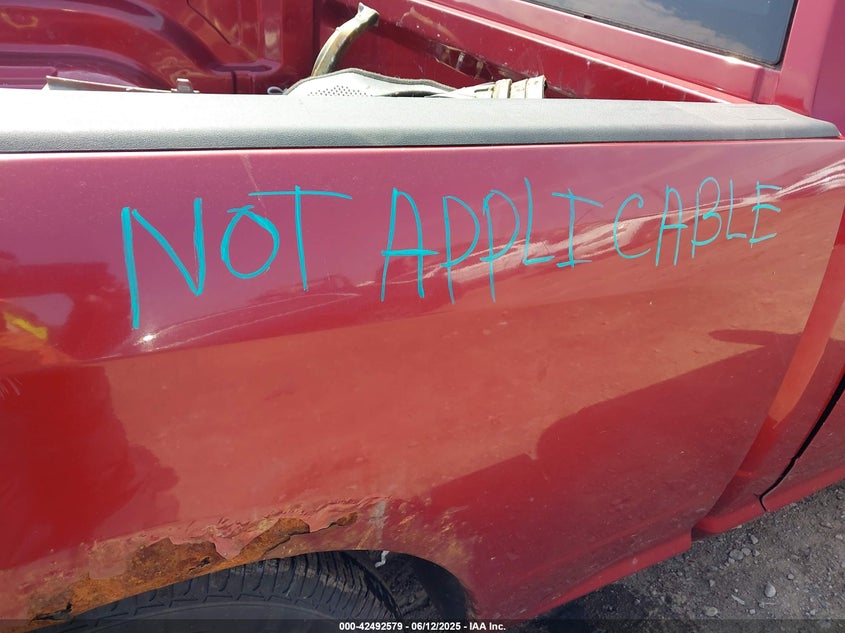 NOT APPLICABLE
000-42492579 - 06/12/2025 - IAA Inc.